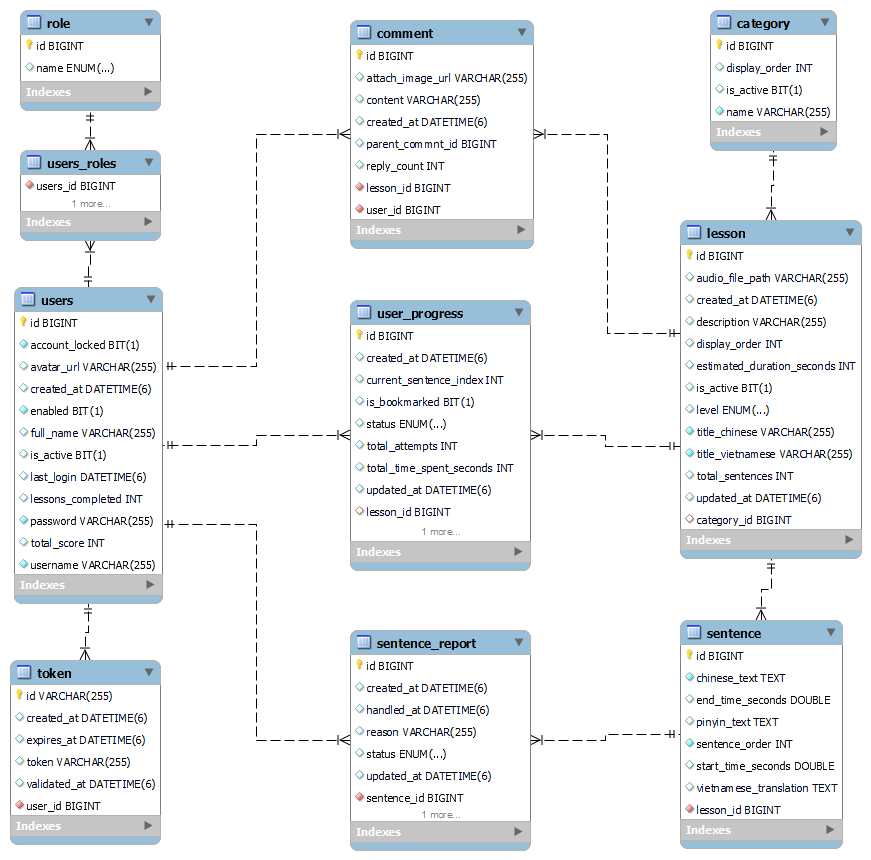 role
id BIGINT
name ENUM(...)
Indexes
users_roles
users_id BIGINT
1 more...
Indexes
users
id BIGINT
account_locked BIT(1)
avatar_url VARCHAR(255)
created_at DATETIME(6)
enabled BIT(1)
full_name VARCHAR(255)
is_active BIT(1)
last_login DATETIME(6)
lessons_completed INT
password VARCHAR(255)
total_score INT
username VARCHAR(255)
Indexes
token
id VARCHAR(255)
created_at DATETIME(6)
expires_at DATETIME(6)
token VARCHAR(255)
validated_at DATETIME(6)
user_id BIGINT
Indexes
comment
id BIGINT
attach_image_url VARCHAR(255)
content VARCHAR(255)
created_at DATETIME(6)
parent_commnt_id BIGINT
reply_count INT
lesson_id BIGINT
user_id BIGINT
Indexes
user_progress
id BIGINT
created_at DATETIME(6)
current_sentence_index INT
is_bookmarked BIT(1)
status ENUM(...)
total_attempts INT
total_time_spent_seconds INT
updated_at DATETIME(6)
lesson_id BIGINT
1 more...
Indexes
sentence_report
id BIGINT
created_at DATETIME(6)
handled_at DATETIME(6)
reason VARCHAR(255)
status ENUM(...)
updated_at DATETIME(6)
sentence_id BIGINT
1 more...
Indexes
category
id BIGINT
display_order INT
is_active BIT(1)
name VARCHAR(255)
Indexes
lesson
id BIGINT
audio_file_path VARCHAR(255)
created_at DATETIME(6)
description VARCHAR(255)
display_order INT
estimated_duration_seconds INT
is_active BIT(1)
level ENUM(...)
title_chinese VARCHAR(255)
title_vietnamese VARCHAR(255)
total_sentences INT
updated_at DATETIME(6)
category_id BIGINT
Indexes
sentence
id BIGINT
chinese_text TEXT
end_time_seconds DOUBLE
pinyin_text TEXT
sentence_order INT
start_time_seconds DOUBLE
vietnamese_translation TEXT
lesson_id BIGINT
Indexes